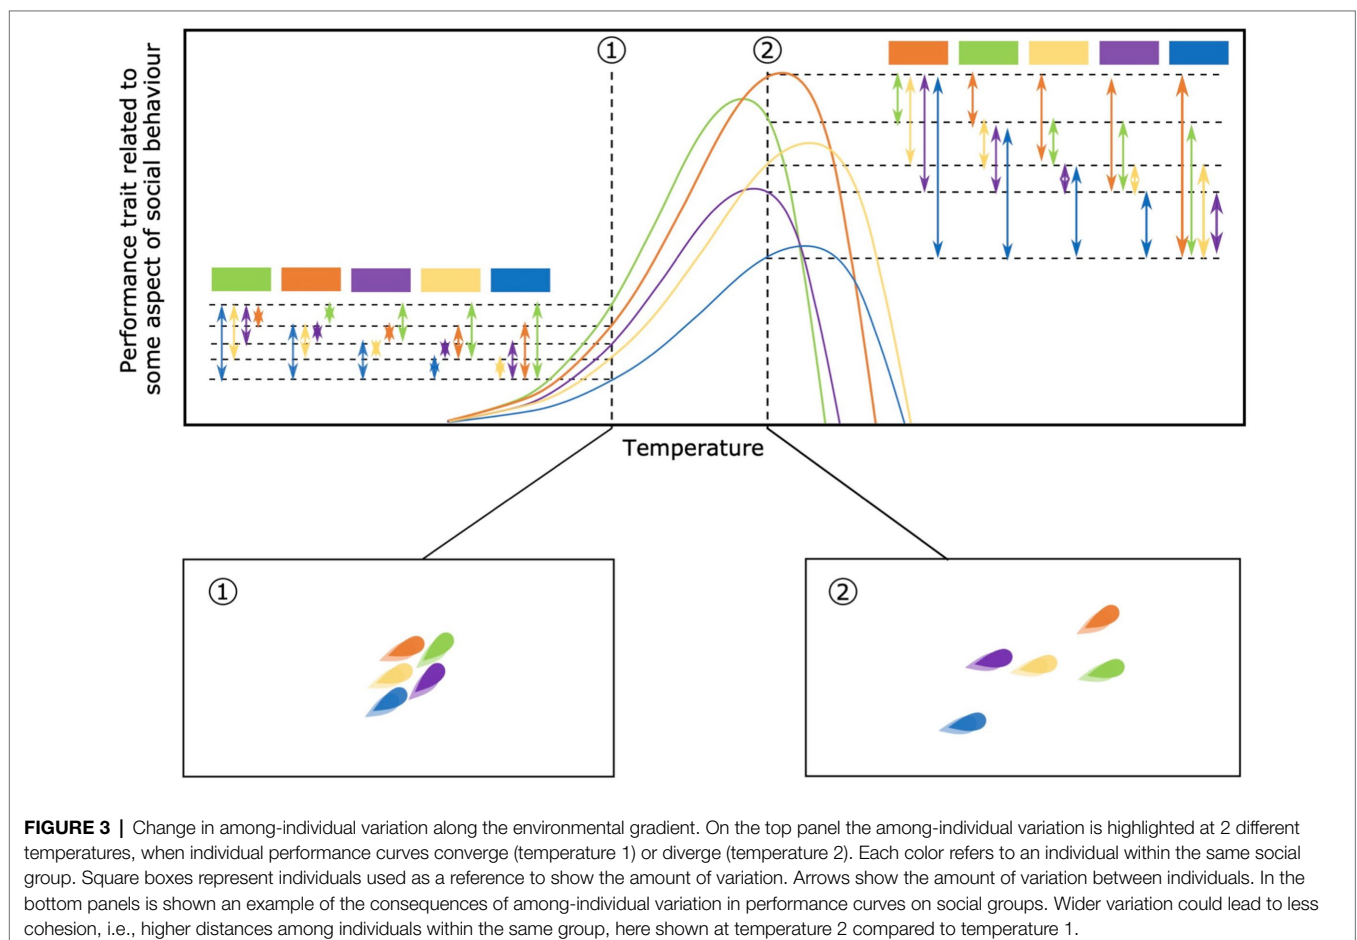 Performance trait related to
some aspect of social behaviour
① ②
Temperature
①
②
FIGURE 3 | Change in among-individual variation along the environmental gradient. On the top panel the among-individual variation is highlighted at 2 different
temperatures, when individual performance curves converge (temperature 1) or diverge (temperature 2). Each color refers to an individual within the same social
group. Square boxes represent individuals used as a reference to show the amount of variation. Arrows show the amount of variation between individuals. In the
bottom panels is shown an example of the consequences of among-individual variation in performance curves on social groups. Wider variation could lead to less
cohesion, i.e., higher distances among individuals within the same group, here shown at temperature 2 compared to temperature 1.